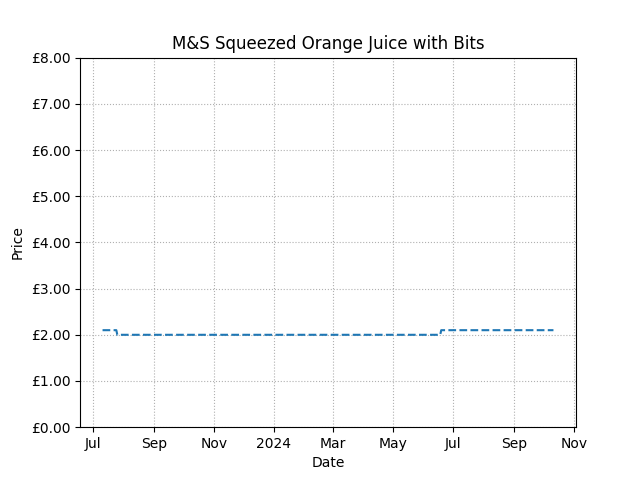 M&S Squeezed Orange Juice with Bits
£8.00
£7.00
£6.00
£5.00
£4.00
£3.00
£2.00
£1.00
£0.00
Price
Jul Sep Nov 2024 Mar May Jul Sep Nov
Date